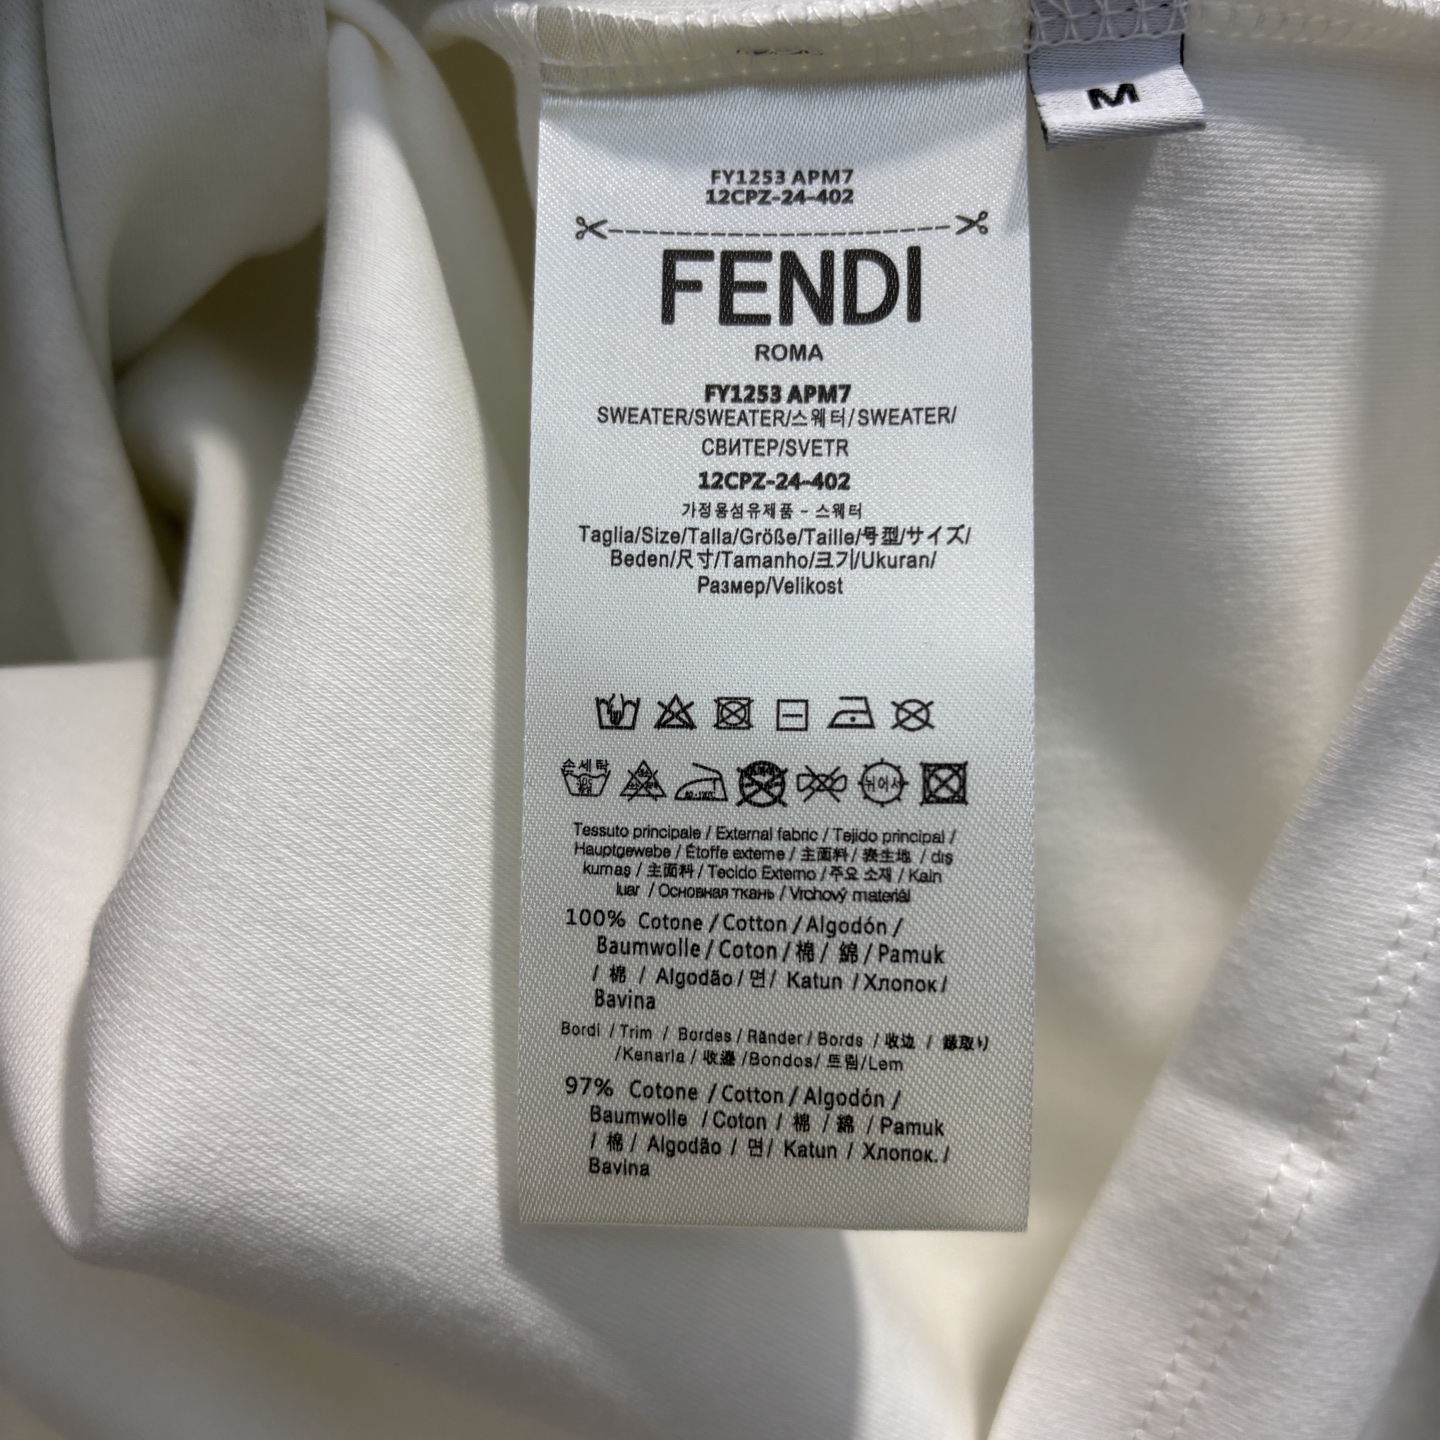 M
FY1253 APM7
12CPZ-24-402
FENDI
ROMA
FY1253 APM7
SWEATER/SWEATER/스웨터/SWEATER/
СВИТЕР/SVETR
12CPZ-24-402
가정용섬유제품 - 스웨터
Taglia/Size/Talla/Größe/Taille/号型/サイズ/
Beden/尺寸/Tamanho/크기/Ukuran/
Размер/Velikost
손세탁
뉘어서
Tessuto principale / External fabric / Tejido principal /
Hauptgewebe / Étoffe externe / 主面料 / 表生地 / dış
kumaş / 主面料 / Tecido Externo / 주요 소재 / Kain
luar / Основная ткань / Vrchový materiál
100% Cotone / Cotton / Algodón /
Baumwolle / Coton / 棉 / 綿 / Pamuk
/ 棉 / Algodão / 면 / Katun / Хлопок /
Bavina
Bordi / Trim / Bordes / Ränder / Bords / 收边 / 縁取り
/Kenarla / 收邊 /Bondos/ 트림/Lem
97% Cotone / Cotton / Algodón /
Baumwolle / Coton / 棉 / 綿 / Pamuk
/ 棉 / Algodão / 면/ Katun / Хлопок. /
Bavina